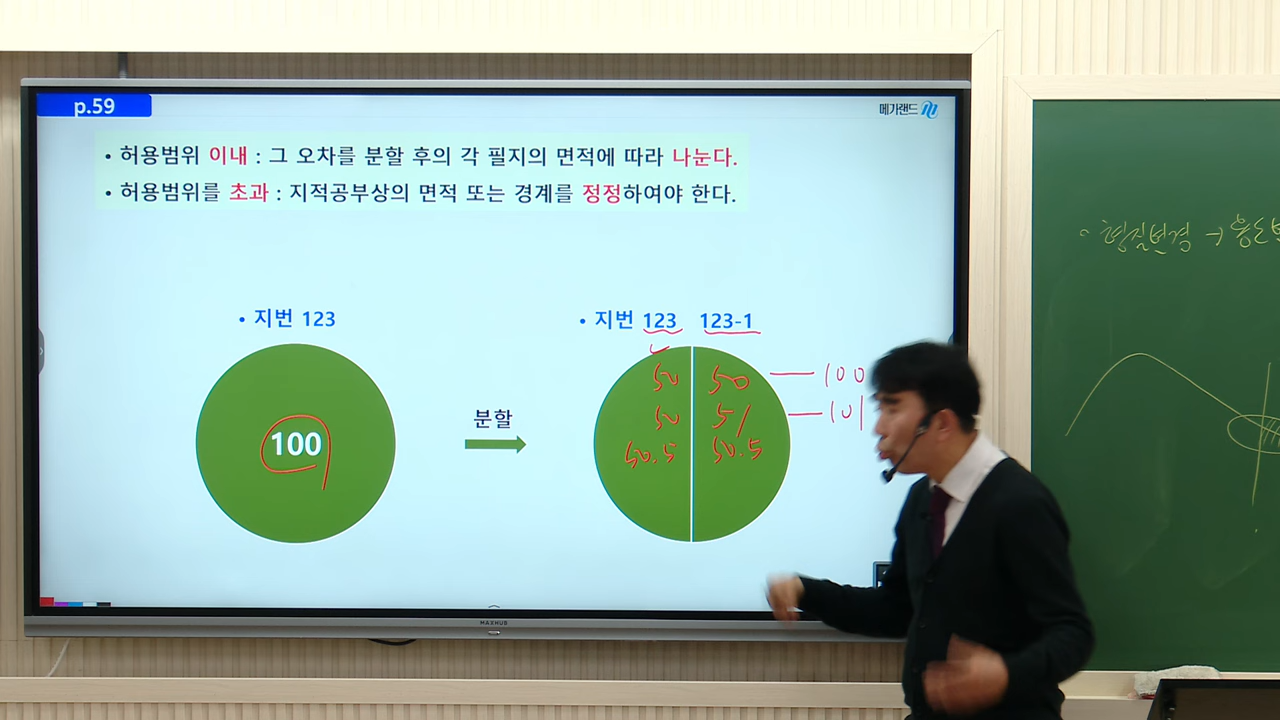 p.59
메가랜드
• 허용범위 이내 : 그 오차를 분할 후의 각 필지의 면적에 따라 나눈다.
• 허용범위를 초과 : 지적공부상의 면적 또는 경계를 정정하여야 한다.
• 지번 123
• 지번 123 123-1
100
분할
50 50 — 100
50 51 — 101
50.5 50.5
MAXHUB
형질변경 →